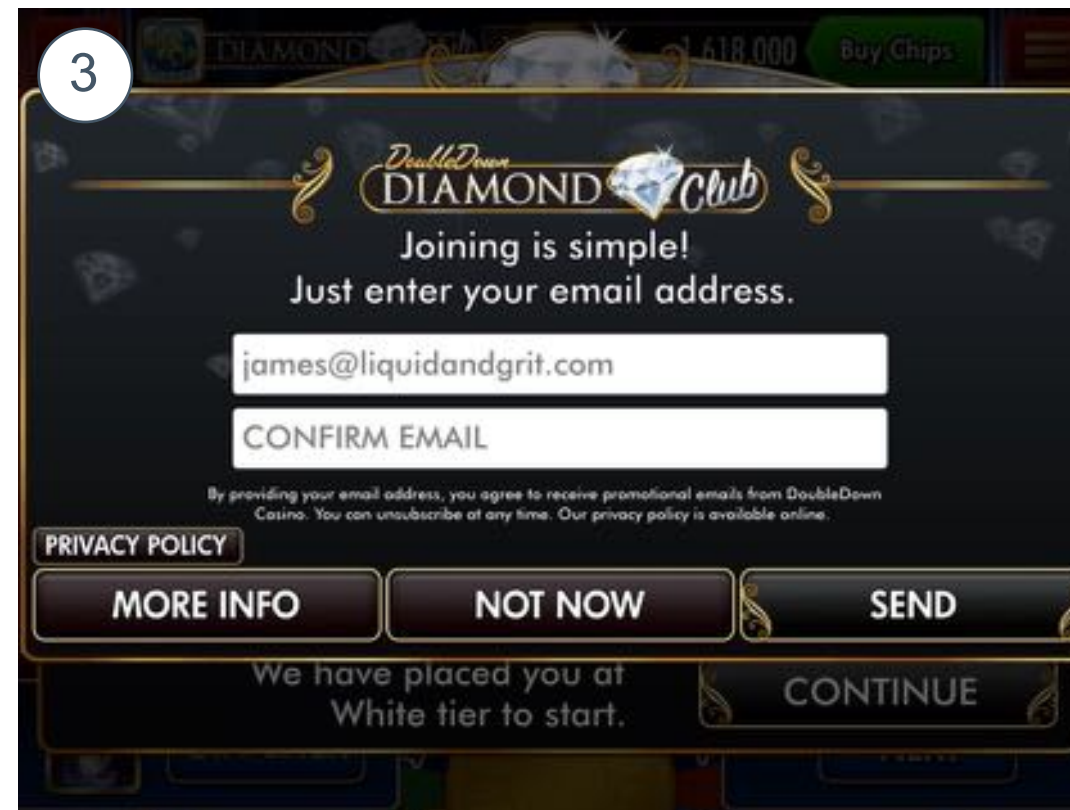 3
DIAMOND
1,618,000
Buy Chips
DoubleDown
DIAMOND Club
Joining is simple!
Just enter your email address.
james@liquidandgrit.com
CONFIRM EMAIL
By providing your email address, you agree to receive promotional emails from DoubleDown
Casino. You can unsubscribe at any time. Our privacy policy is available online.
PRIVACY POLICY
MORE INFO
NOT NOW
SEND
We have placed you at
White tier to start.
CONTINUE